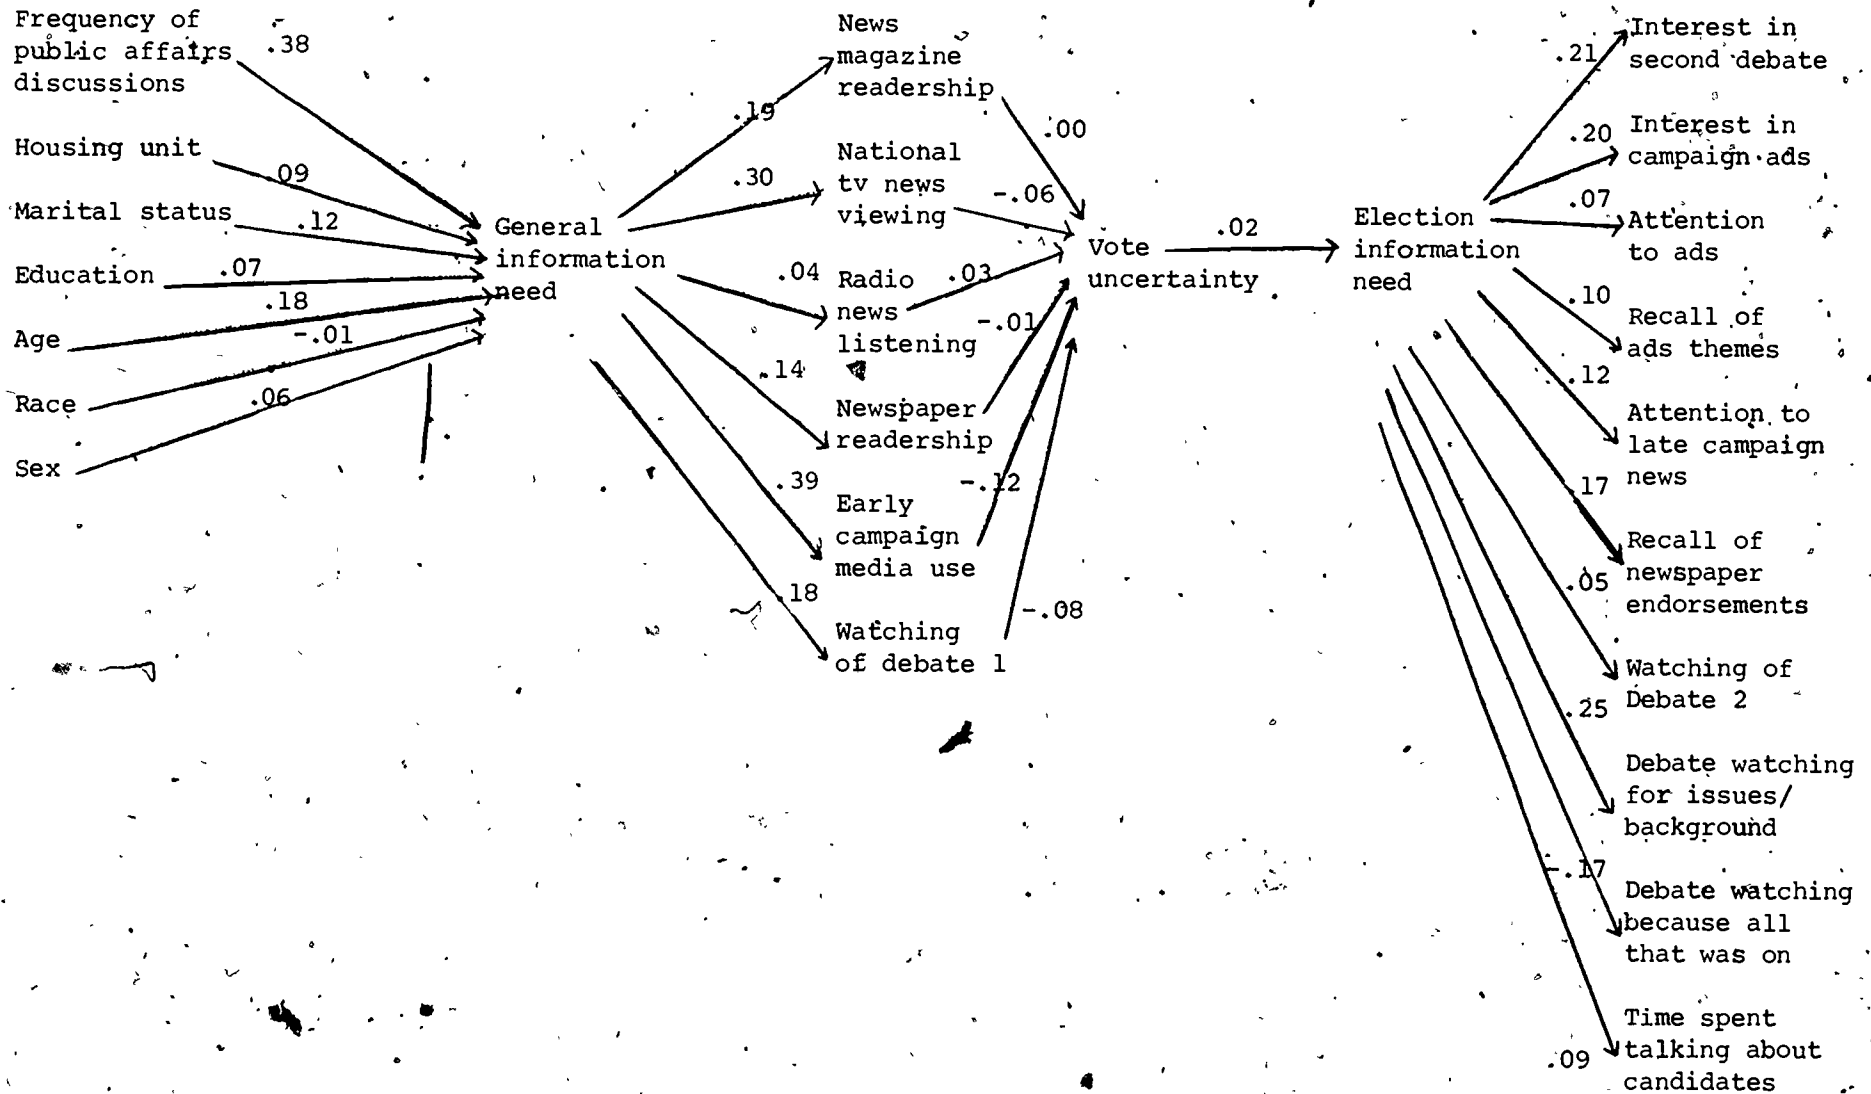 Frequency of
public affairs
discussions
.38
Housing unit
.09
Marital status
.12
Education
.07
.18
Age
-.01
Race
.06
Sex
General
information
need
.19
.30
.04
.14
.39
.18
News
magazine
readership
National
tv news
viewing
Radio
news
listening
Newspaper
readership
Early
campaign
media use
Watching
of debate 1
.00
-.06
.03
-.01
-.12
-.08
Vote
uncertainty
.02
Election
information
need
.21
.20
.07
.10
.12
.17
.05
.25
-.17
.09
Interest in
second debate
Interest in
campaign ads
Attention
to ads
Recall of
ads themes
Attention to
late campaign
news
Recall of
newspaper
endorsements
Watching of
Debate 2
Debate watching
for issues/
background
Debate watching
because all
that was on
Time spent
talking about
candidates